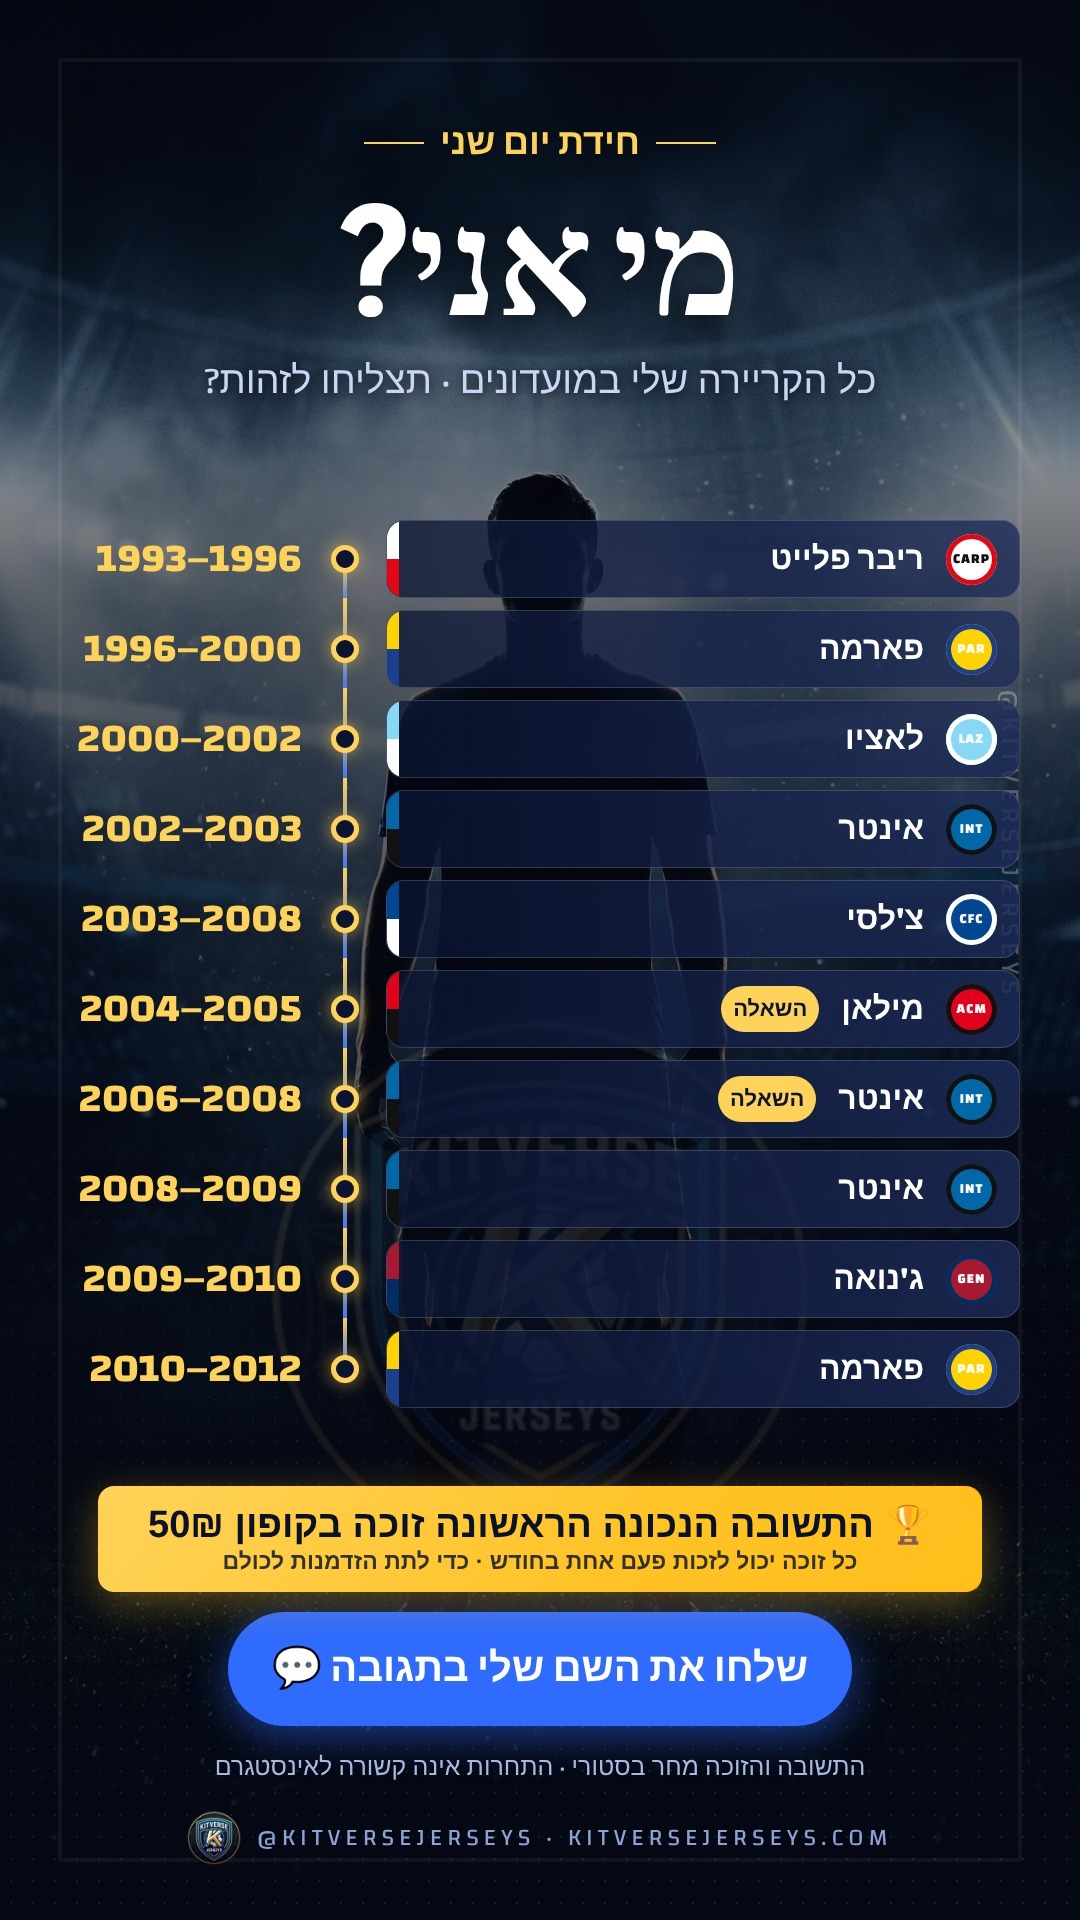 חידת יום שני
מי אני?
כל הקריירה שלי במועדונים · תצליחו לזהות?
1993–1996 ריבר פלייט CARP
1996–2000 פארמה PAR
2000–2002 לאציו LAZ
2002–2003 אינטר INT
2003–2008 צ'לסי CFC
2004–2005 מילאן השאלה ACM
2006–2008 אינטר השאלה INT
2008–2009 אינטר INT
2009–2010 ג'נואה GEN
2010–2012 פארמה PAR
@KITVERSEJERSEYS
KITVERSE
JERSEYS
🏆 התשובה הנכונה הראשונה זוכה בקופון ₪50
כל זוכה יכול לזכות פעם אחת בחודש · כדי לתת הזדמנות לכולם
שלחו את השם שלי בתגובה 💬
התשובה והזוכה מחר בסטורי · התחרות אינה קשורה לאינסטגרם
KITVERSE
JERSEYS
@KITVERSEJERSEYS · KITVERSEJERSEYS.COM